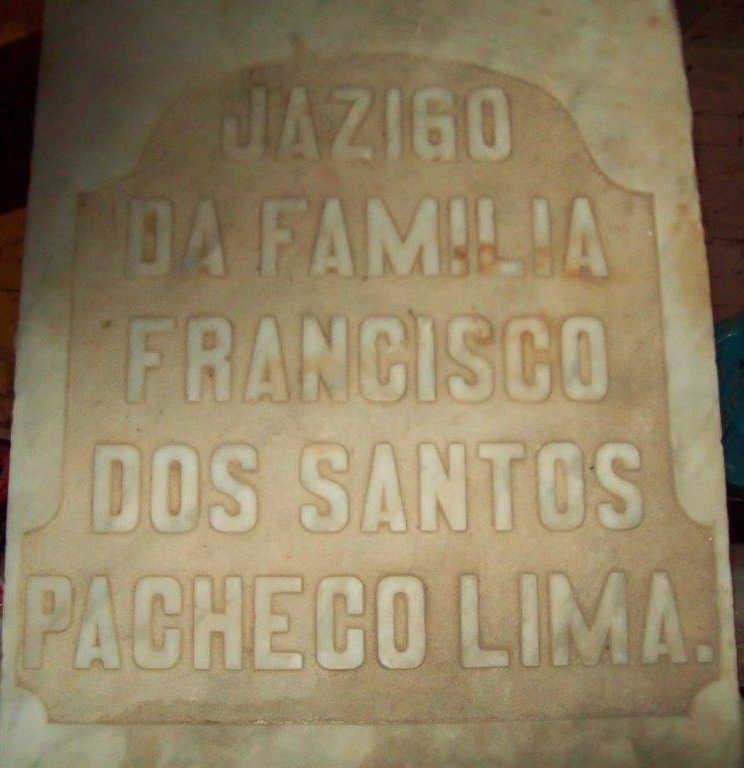 JAZIGO
DA FAMILIA
FRANCISCO
DOS SANTOS
PACHECO LIMA.